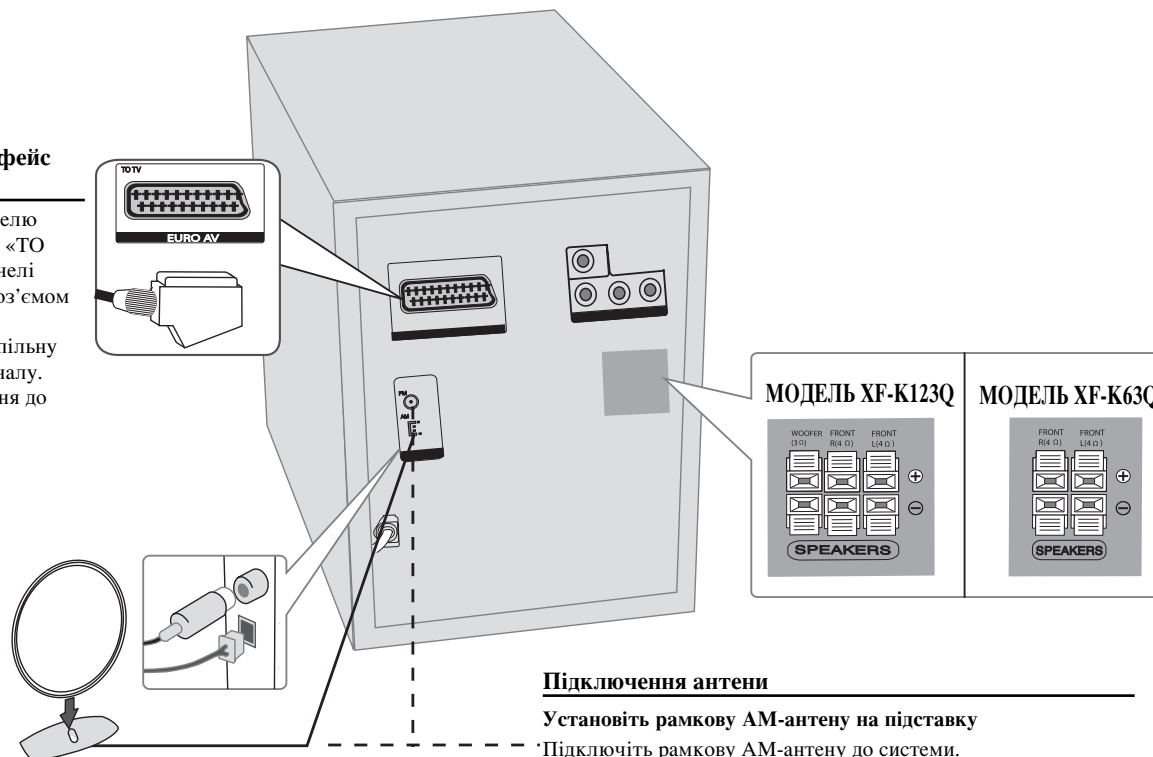 фейс
елю
«ТО
нелі
оз’ємом
пільну
налу.
ня до
TO TV
EURO AV
FM
AM
МОДЕЛЬ XF-K123Q
WOOFER FRONT FRONT
(3 Ω) R(4 Ω) L(4 Ω)
+
−
SPEAKERS
МОДЕЛЬ XF-K63Q
FRONT FRONT
R(4 Ω) L(4 Ω)
+
−
SPEAKERS
Підключення антени
Установіть рамкову АМ-антену на підставку
Підключіть рамкову АМ-антену до системи.